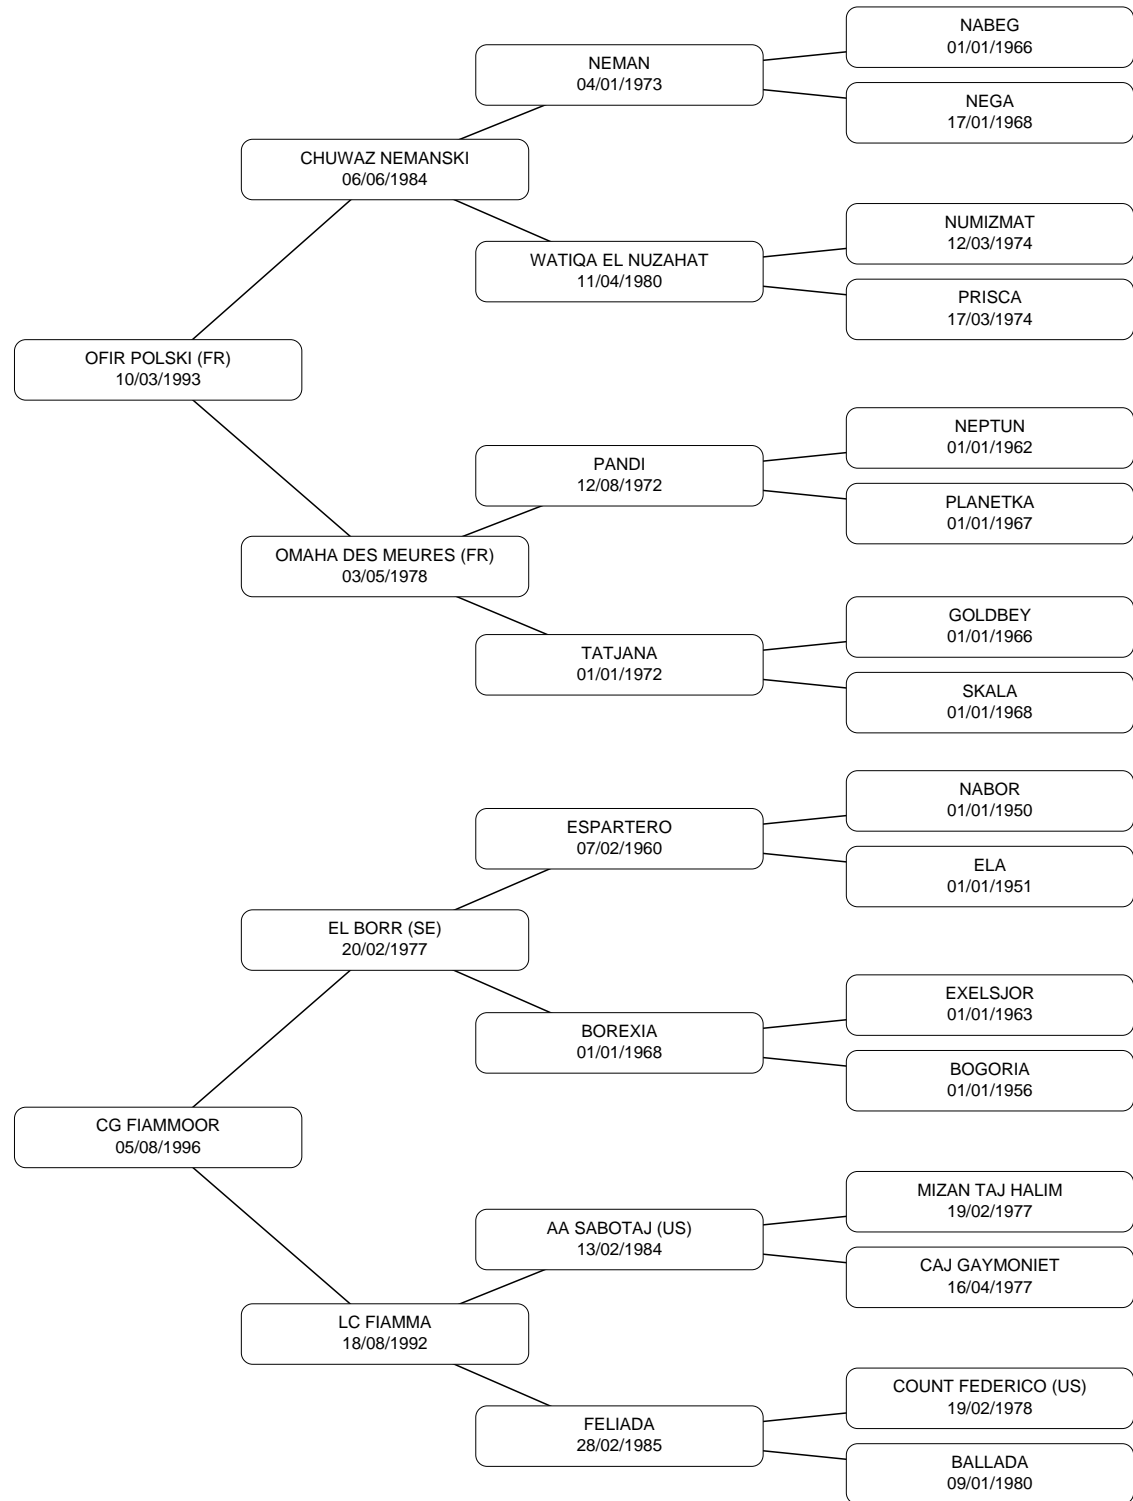 NABEG
01/01/1966
NEMAN
04/01/1973
NEGA
17/01/1968
CHUWAZ NEMANSKI
06/06/1984
NUMIZMAT
12/03/1974
WATIQA EL NUZAHAT
11/04/1980
PRISCA
17/03/1974
OFIR POLSKI (FR)
10/03/1993
NEPTUN
01/01/1962
PANDI
12/08/1972
PLANETKA
01/01/1967
OMAHA DES MEURES (FR)
03/05/1978
GOLDBEY
01/01/1966
TATJANA
01/01/1972
SKALA
01/01/1968
NABOR
01/01/1950
ESPARTERO
07/02/1960
ELA
01/01/1951
EL BORR (SE)
20/02/1977
EXELSJOR
01/01/1963
BOREXIA
01/01/1968
BOGORIA
01/01/1956
CG FIAMMOOR
05/08/1996
MIZAN TAJ HALIM
19/02/1977
AA SABOTAJ (US)
13/02/1984
CAJ GAYMONIET
16/04/1977
LC FIAMMA
18/08/1992
COUNT FEDERICO (US)
19/02/1978
FELIADA
28/02/1985
BALLADA
09/01/1980